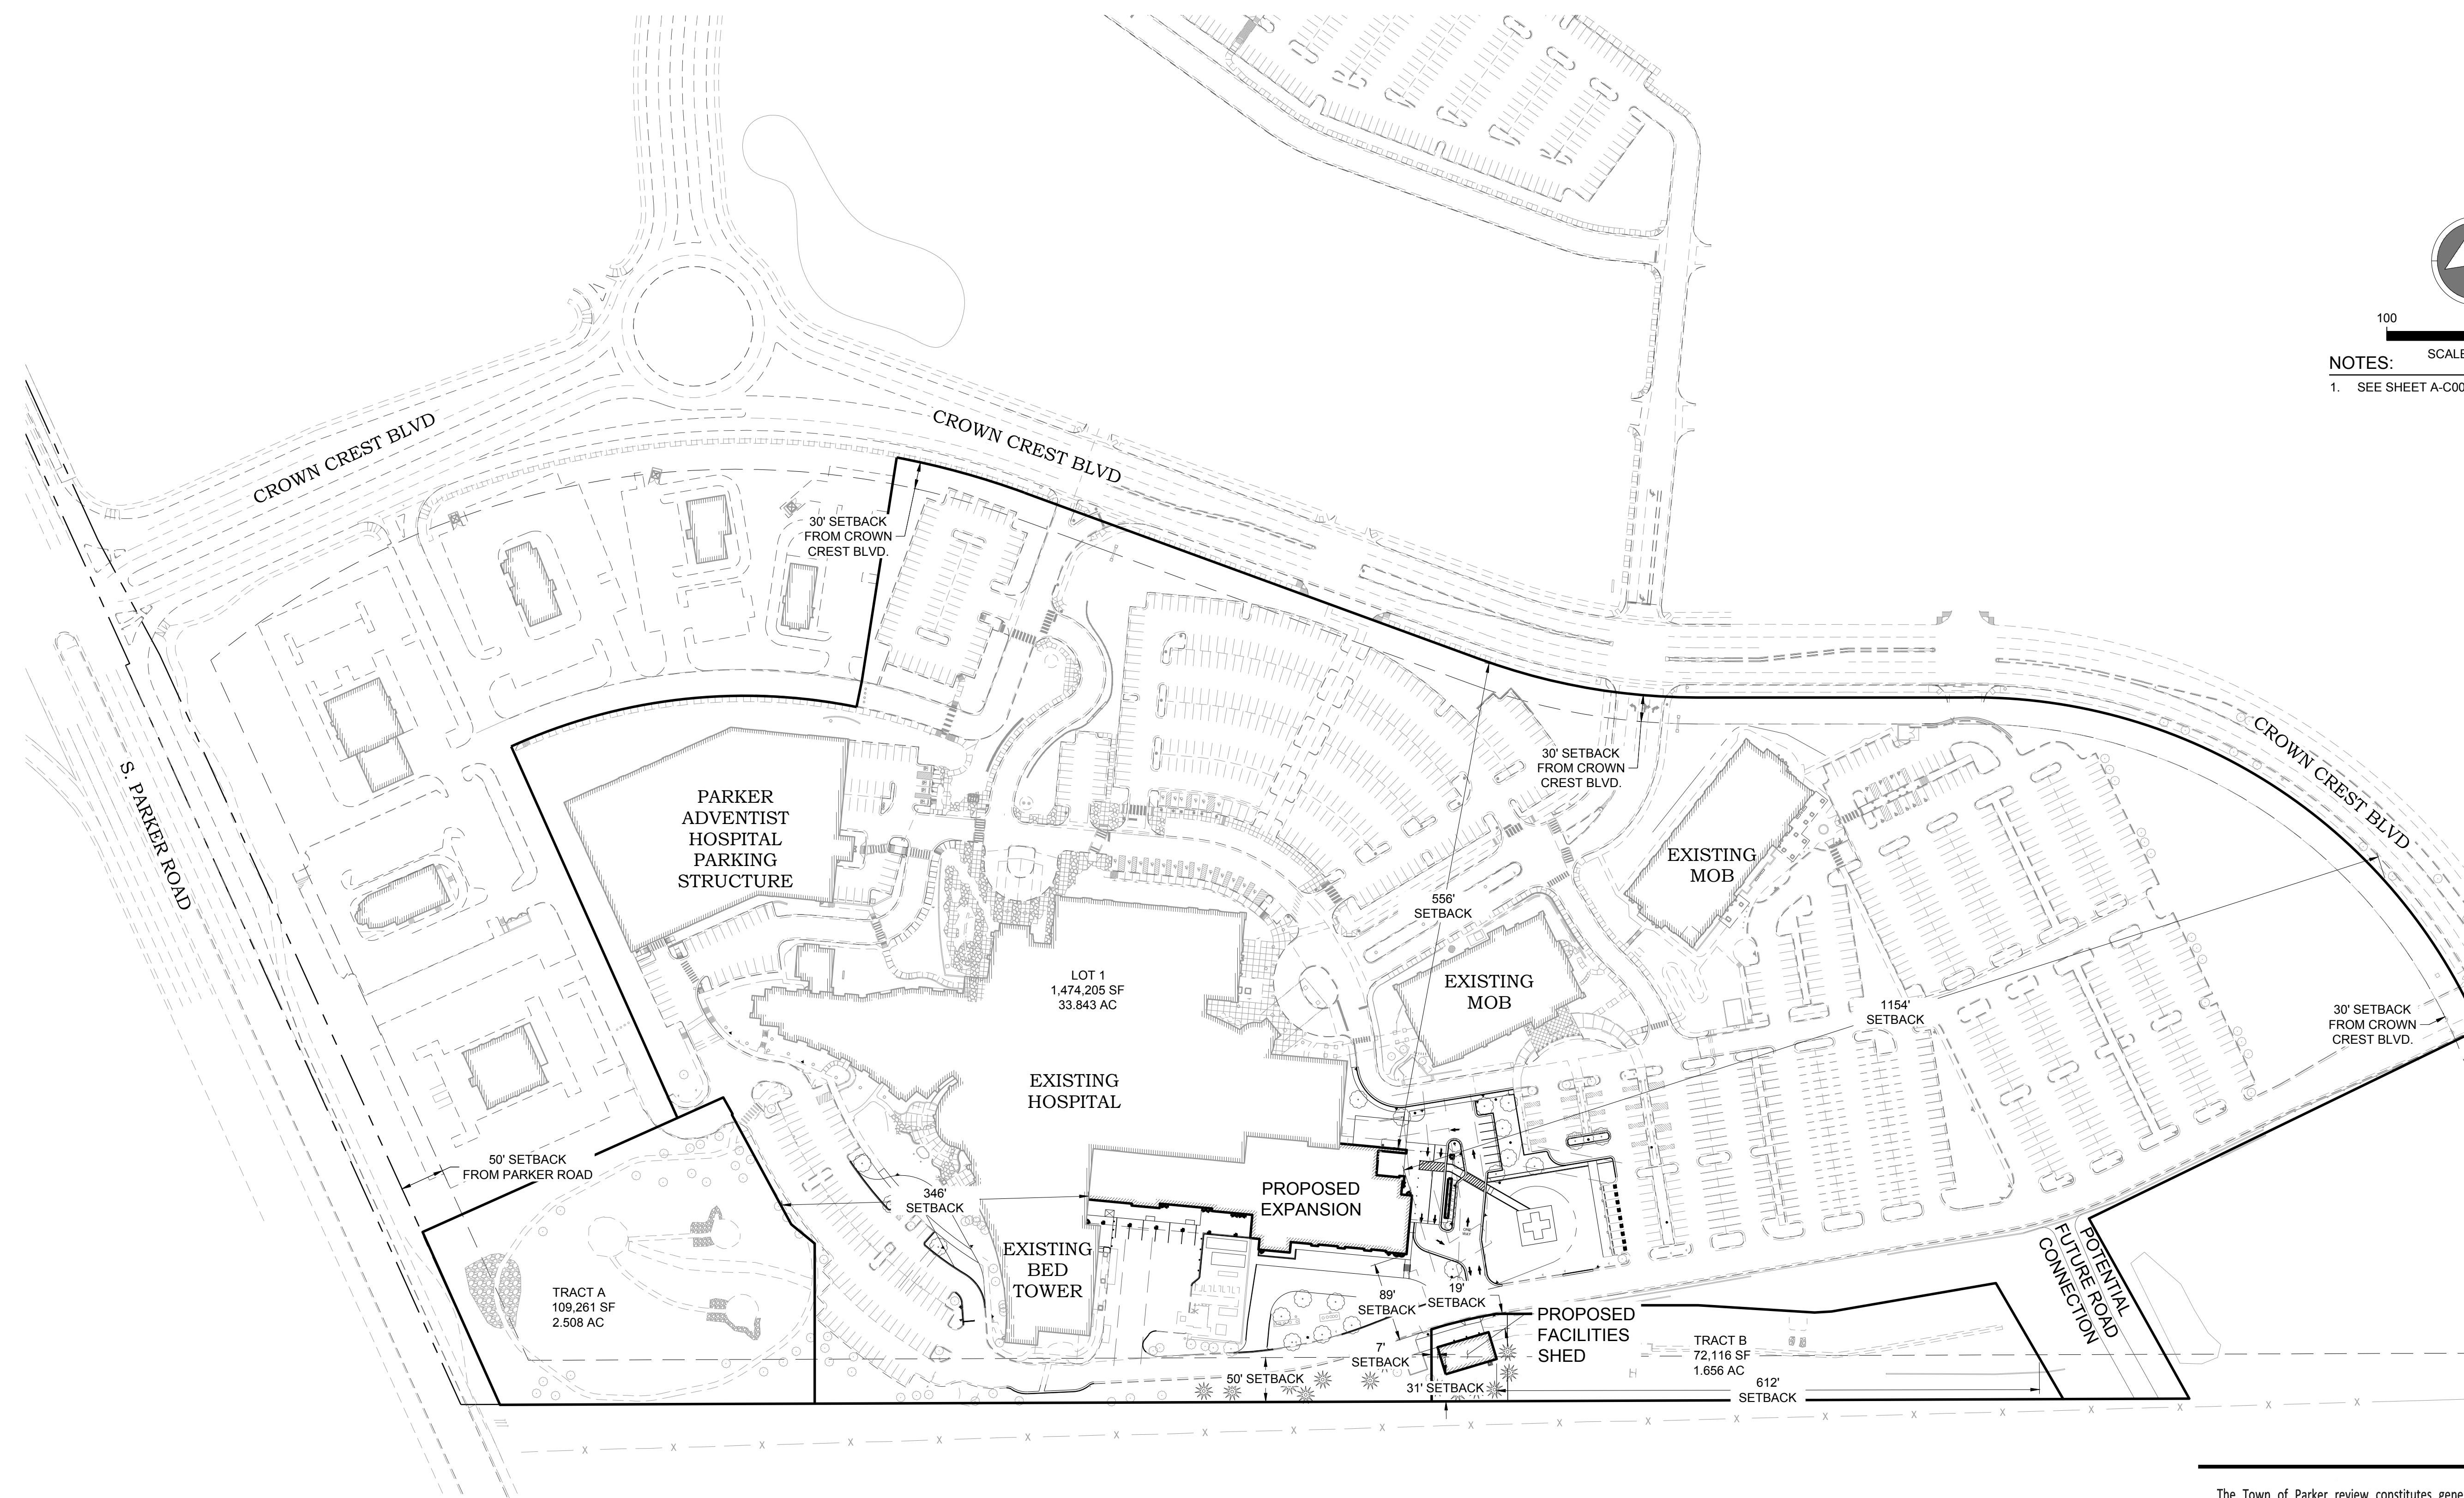 100
SCALE
NOTES:
1. SEE SHEET A-C00
CROWN CREST BLVD
CROWN CREST BLVD
30' SETBACK
FROM CROWN
CREST BLVD.
S. PARKER ROAD
PARKER
ADVENTIST
HOSPITAL
PARKING
STRUCTURE
30' SETBACK
FROM CROWN
CREST BLVD.
CROWN CREST BLVD
EXISTING
MOB
556'
SETBACK
LOT 1
1,474,205 SF
33.843 AC
EXISTING
MOB
1154'
SETBACK
30' SETBACK
FROM CROWN
CREST BLVD.
EXISTING
HOSPITAL
50' SETBACK
FROM PARKER ROAD
346'
SETBACK
PROPOSED
EXPANSION
EXISTING
BED
TOWER
TRACT A
109,261 SF
2.508 AC
89'
SETBACK
19'
SETBACK
PROPOSED
FACILITIES
SHED
7'
SETBACK
50' SETBACK
31' SETBACK
TRACT B
72,116 SF
1.656 AC
612'
SETBACK
POTENTIAL
FUTURE ROAD
CONNECTION
X X X X X X X X X X X X X X X X X X X X X
The Town of Parker review constitutes gene